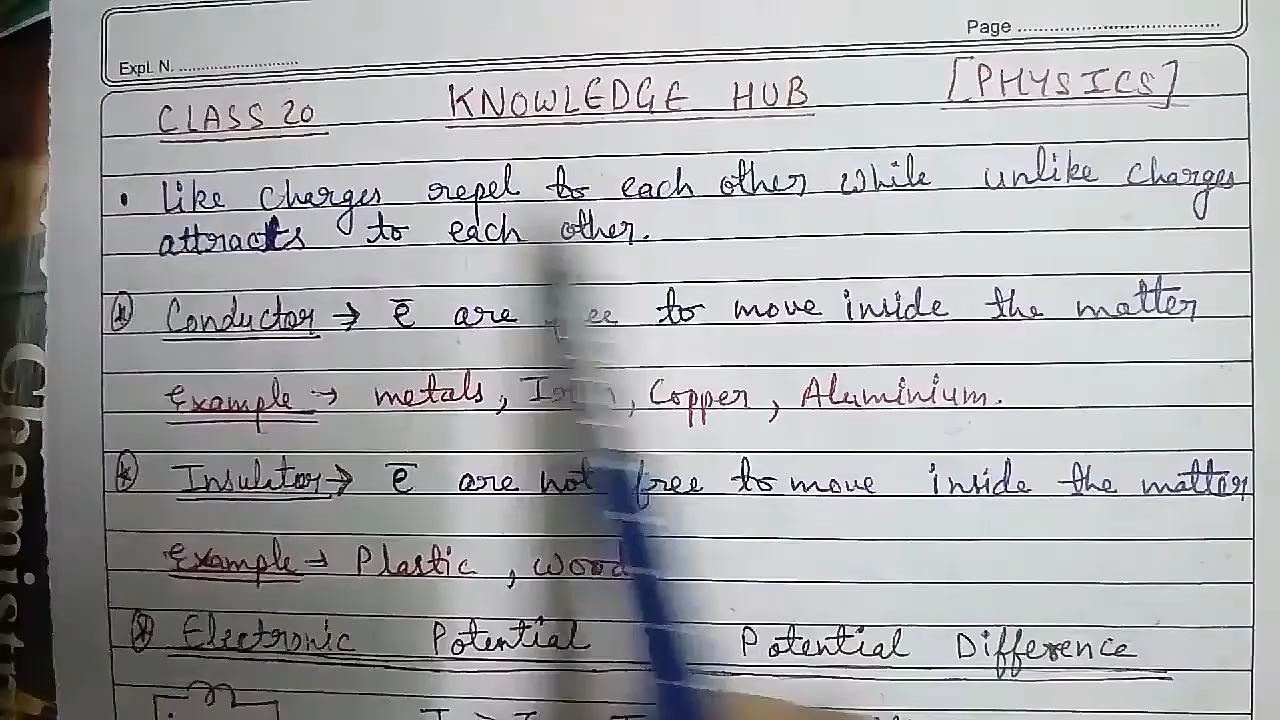 Page
Expl. N.
CLASS 20 KNOWLEDGE HUB [PHYSICS]
• Like Charges repel to each other while unlike charges
attracts to each other.
Conductor → ē are to move inside the matter
Example → metals, Copper, Aluminium.
Insulator → ē are not free to move inside the matter
Example → Plastic, wood
Electronic Potential Potential Difference